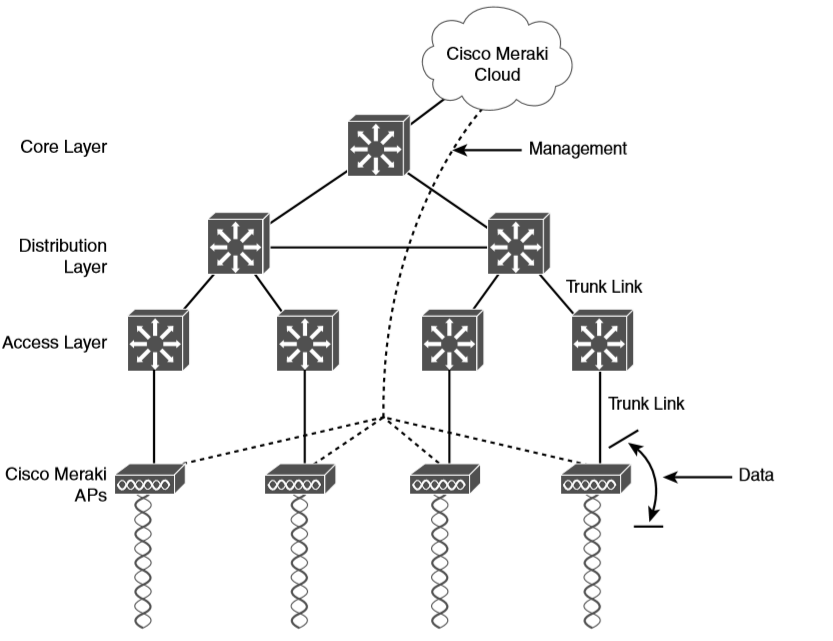 Cisco Meraki
Cloud
Core Layer
Management
Distribution
Layer
Trunk Link
Access Layer
Trunk Link
Cisco Meraki
APs
Data